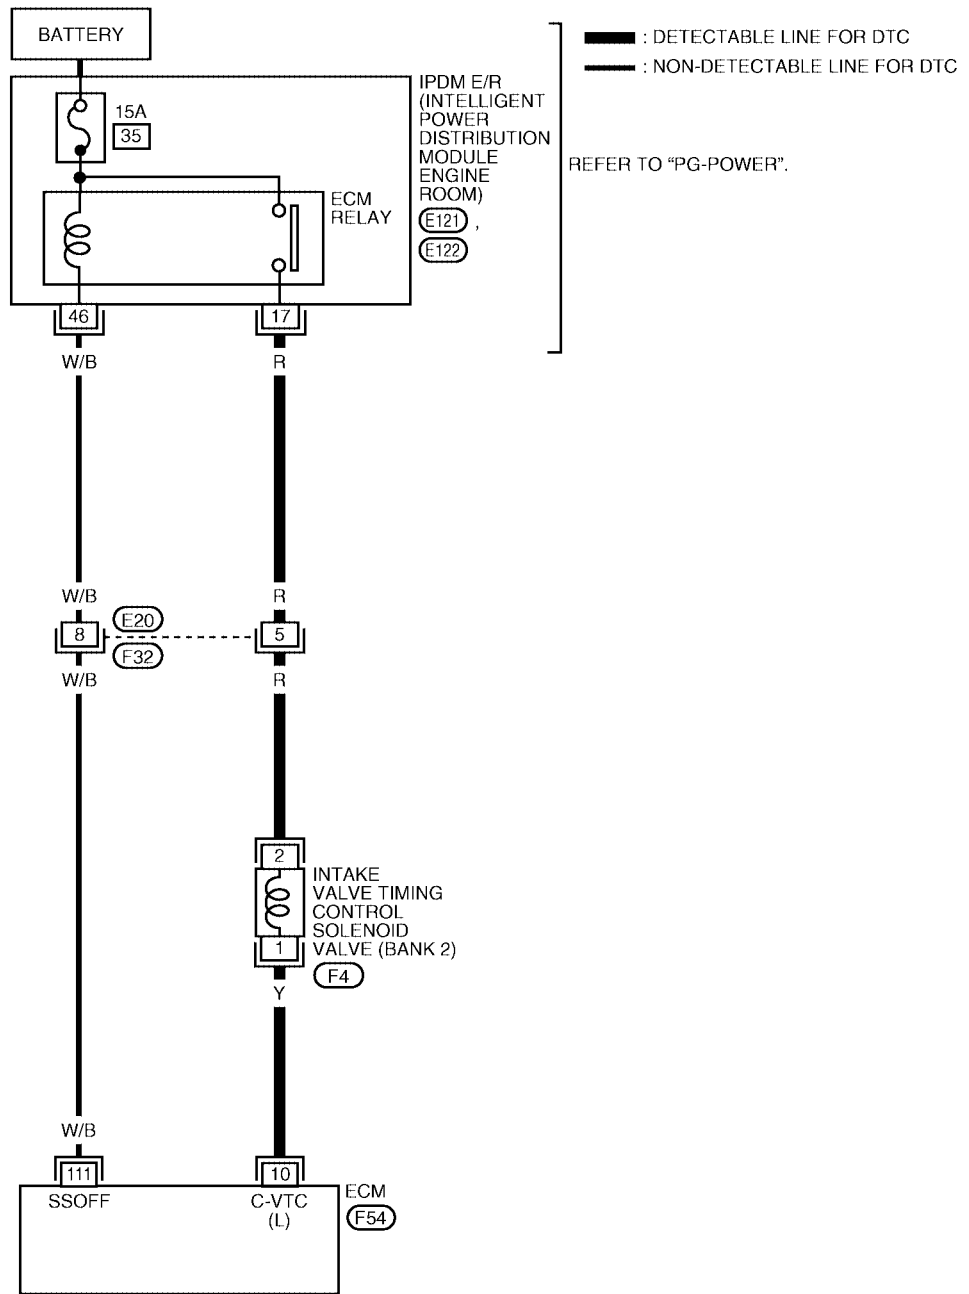 BATTERY
: DETECTABLE LINE FOR DTC
: NON-DETECTABLE LINE FOR DTC
15A
35
IPDM E/R
(INTELLIGENT
POWER
DISTRIBUTION
MODULE
ENGINE
ROOM)
E121 ,
E122
REFER TO “PG-POWER”.
ECM
RELAY
46
17
W/B
R
W/B
R
8
E20
F32
5
W/B
R
2
INTAKE
VALVE TIMING
CONTROL
SOLENOID
VALVE (BANK 2)
1
F4
Y
W/B
111
10
SSOFF
C-VTC
(L)
ECM
F54